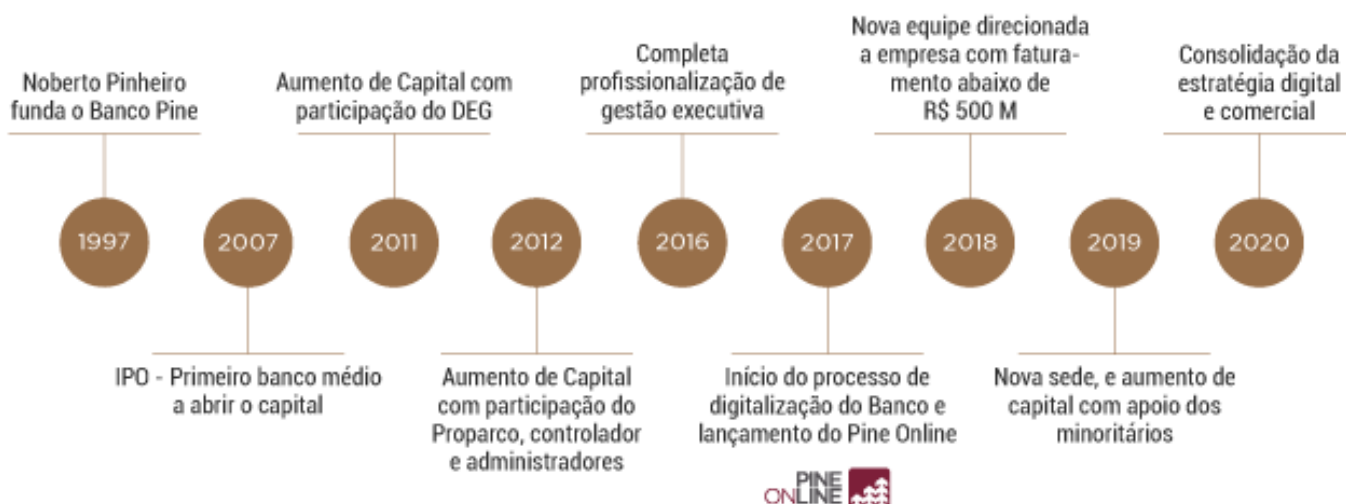 Noberto Pinheiro
funda o Banco Pine
Aumento de Capital com
participação do DEG
Completa
profissionalização de
gestão executiva
Nova equipe direcionada
a empresa com fatura-
mento abaixo de
R$ 500 M
Consolidação da
estratégia digital
e comercial
1997
2007
2011
2012
2016
2017
2018
2019
2020
IPO - Primeiro banco médio
a abrir o capital
Aumento de Capital
com participação do
Proparco, controlador
e administradores
Início do processo de
digitalização do Banco e
lançamento do Pine Online
Nova sede, e aumento de
capital com apoio dos
minoritários
PINE
ONLINE